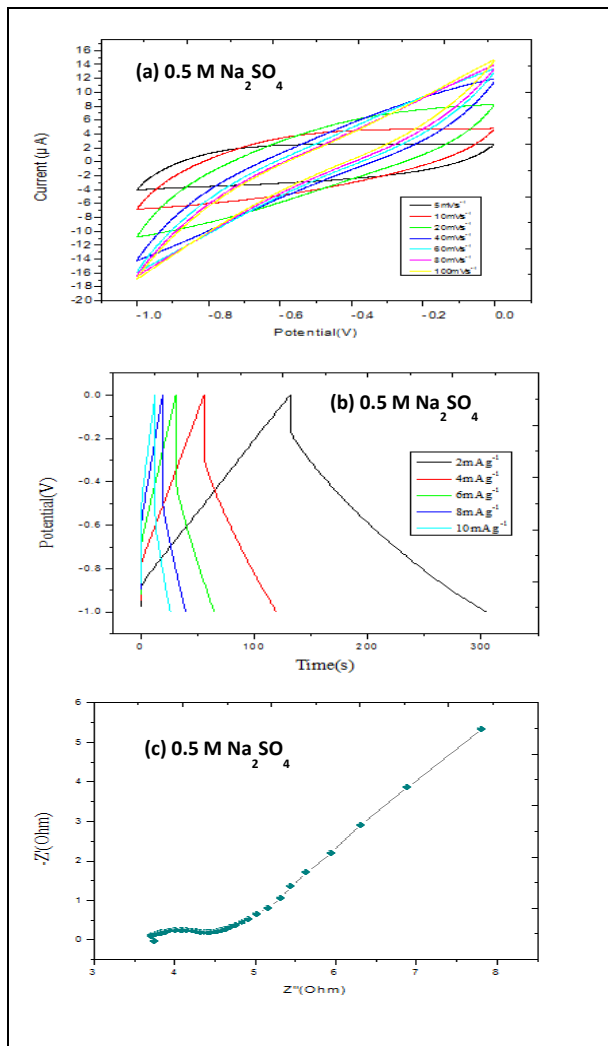 (a) 0.5 M Na2SO4
16
14
12
10
8
6
4
2
0
-2
-4
-6
-8
-10
-12
-14
-16
-18
-20
Current(µ A)
5mVs-1
10mVs-1
20mVs-1
40mVs-1
60mVs-1
80mVs-1
100mVs-1
-1.0 -0.8 -0.6 -0.4 -0.2 0.0
Potential(V)
(b) 0.5 M Na2SO4
0.0
-0.2
-0.4
-0.6
-0.8
-1.0
Potential(V)
2mAg-1
4mAg-1
6mAg-1
8mAg-1
10mAg-1
0 100 200 300
Time(s)
(c) 0.5 M Na2SO4
6
5
4
3
2
1
0
-Z'(Ohm)
3 4 5 6 7 8
Z"(Ohm)